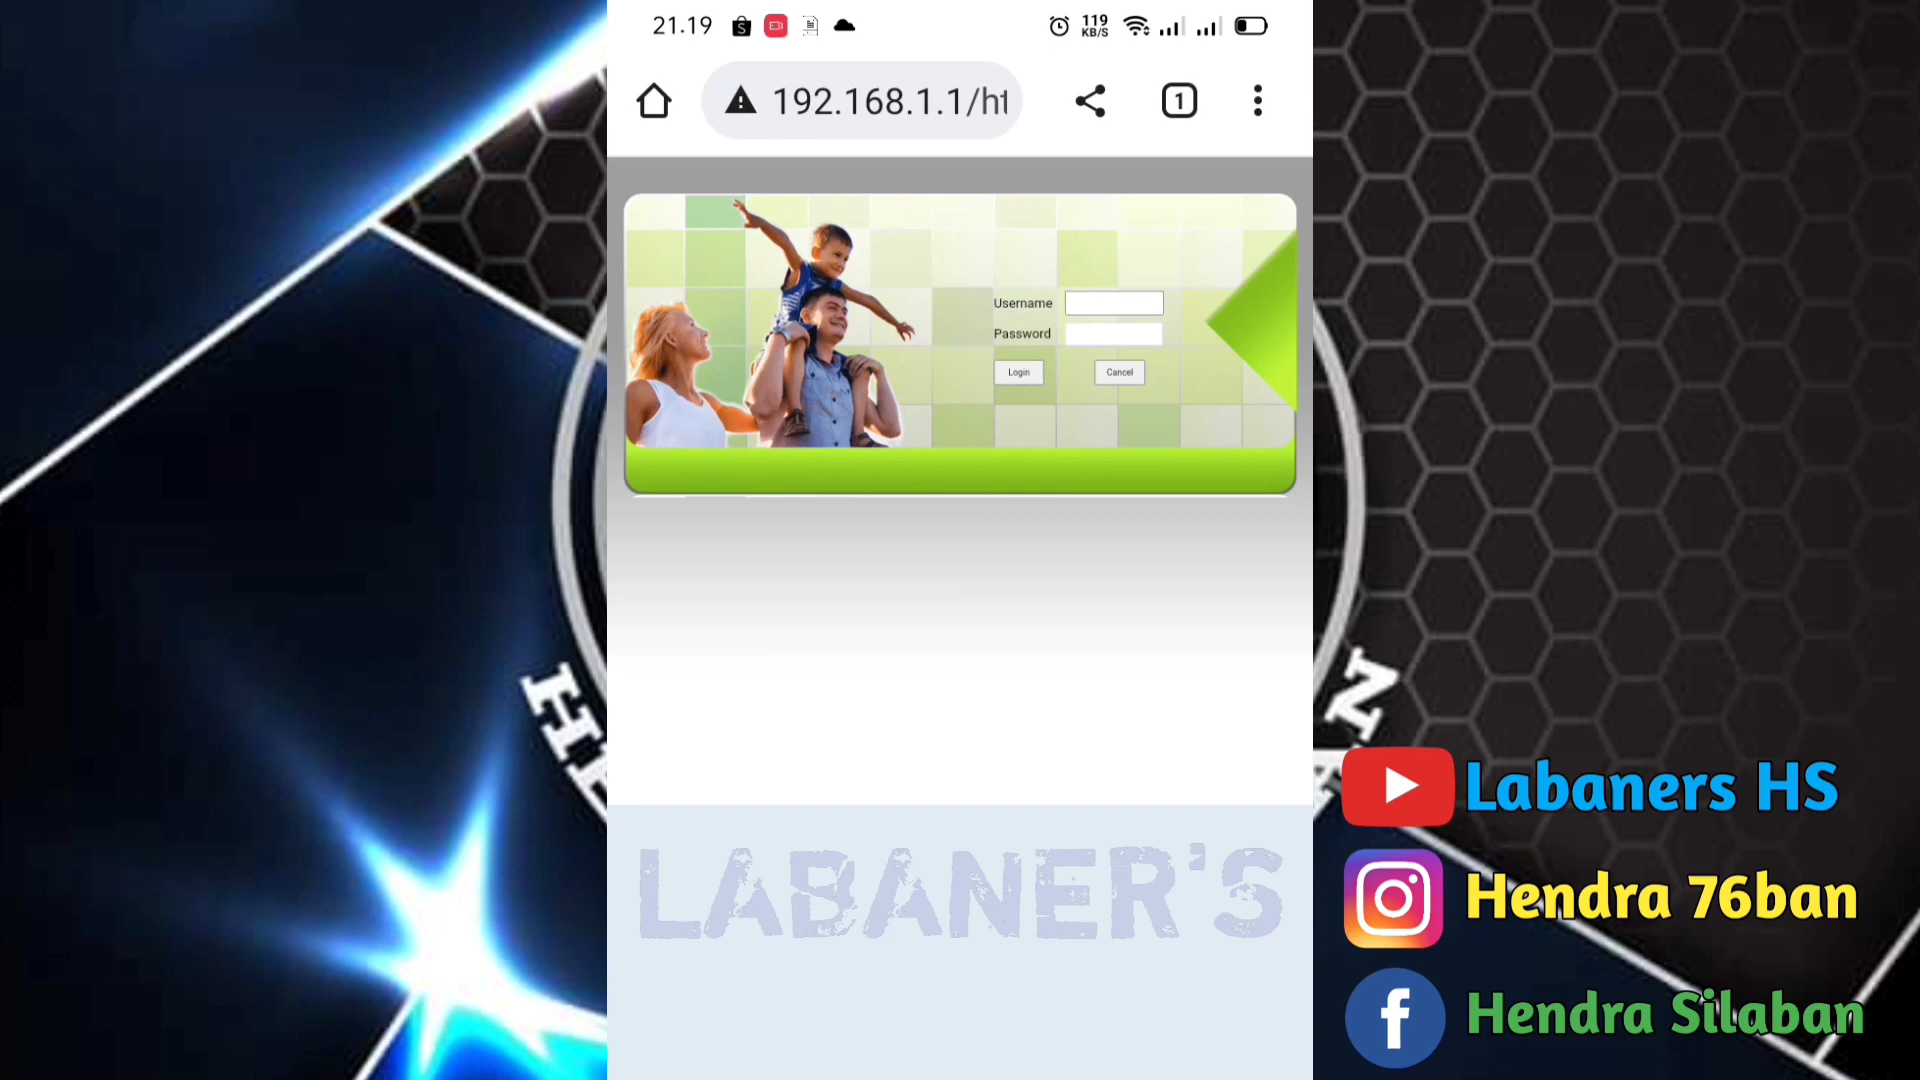 21.19
119
KB/S
192.168.1.1/ht
1
Username
Password
Login
Cancel
LABANER'S
Labaners HS
Hendra 76ban
Hendra Silaban